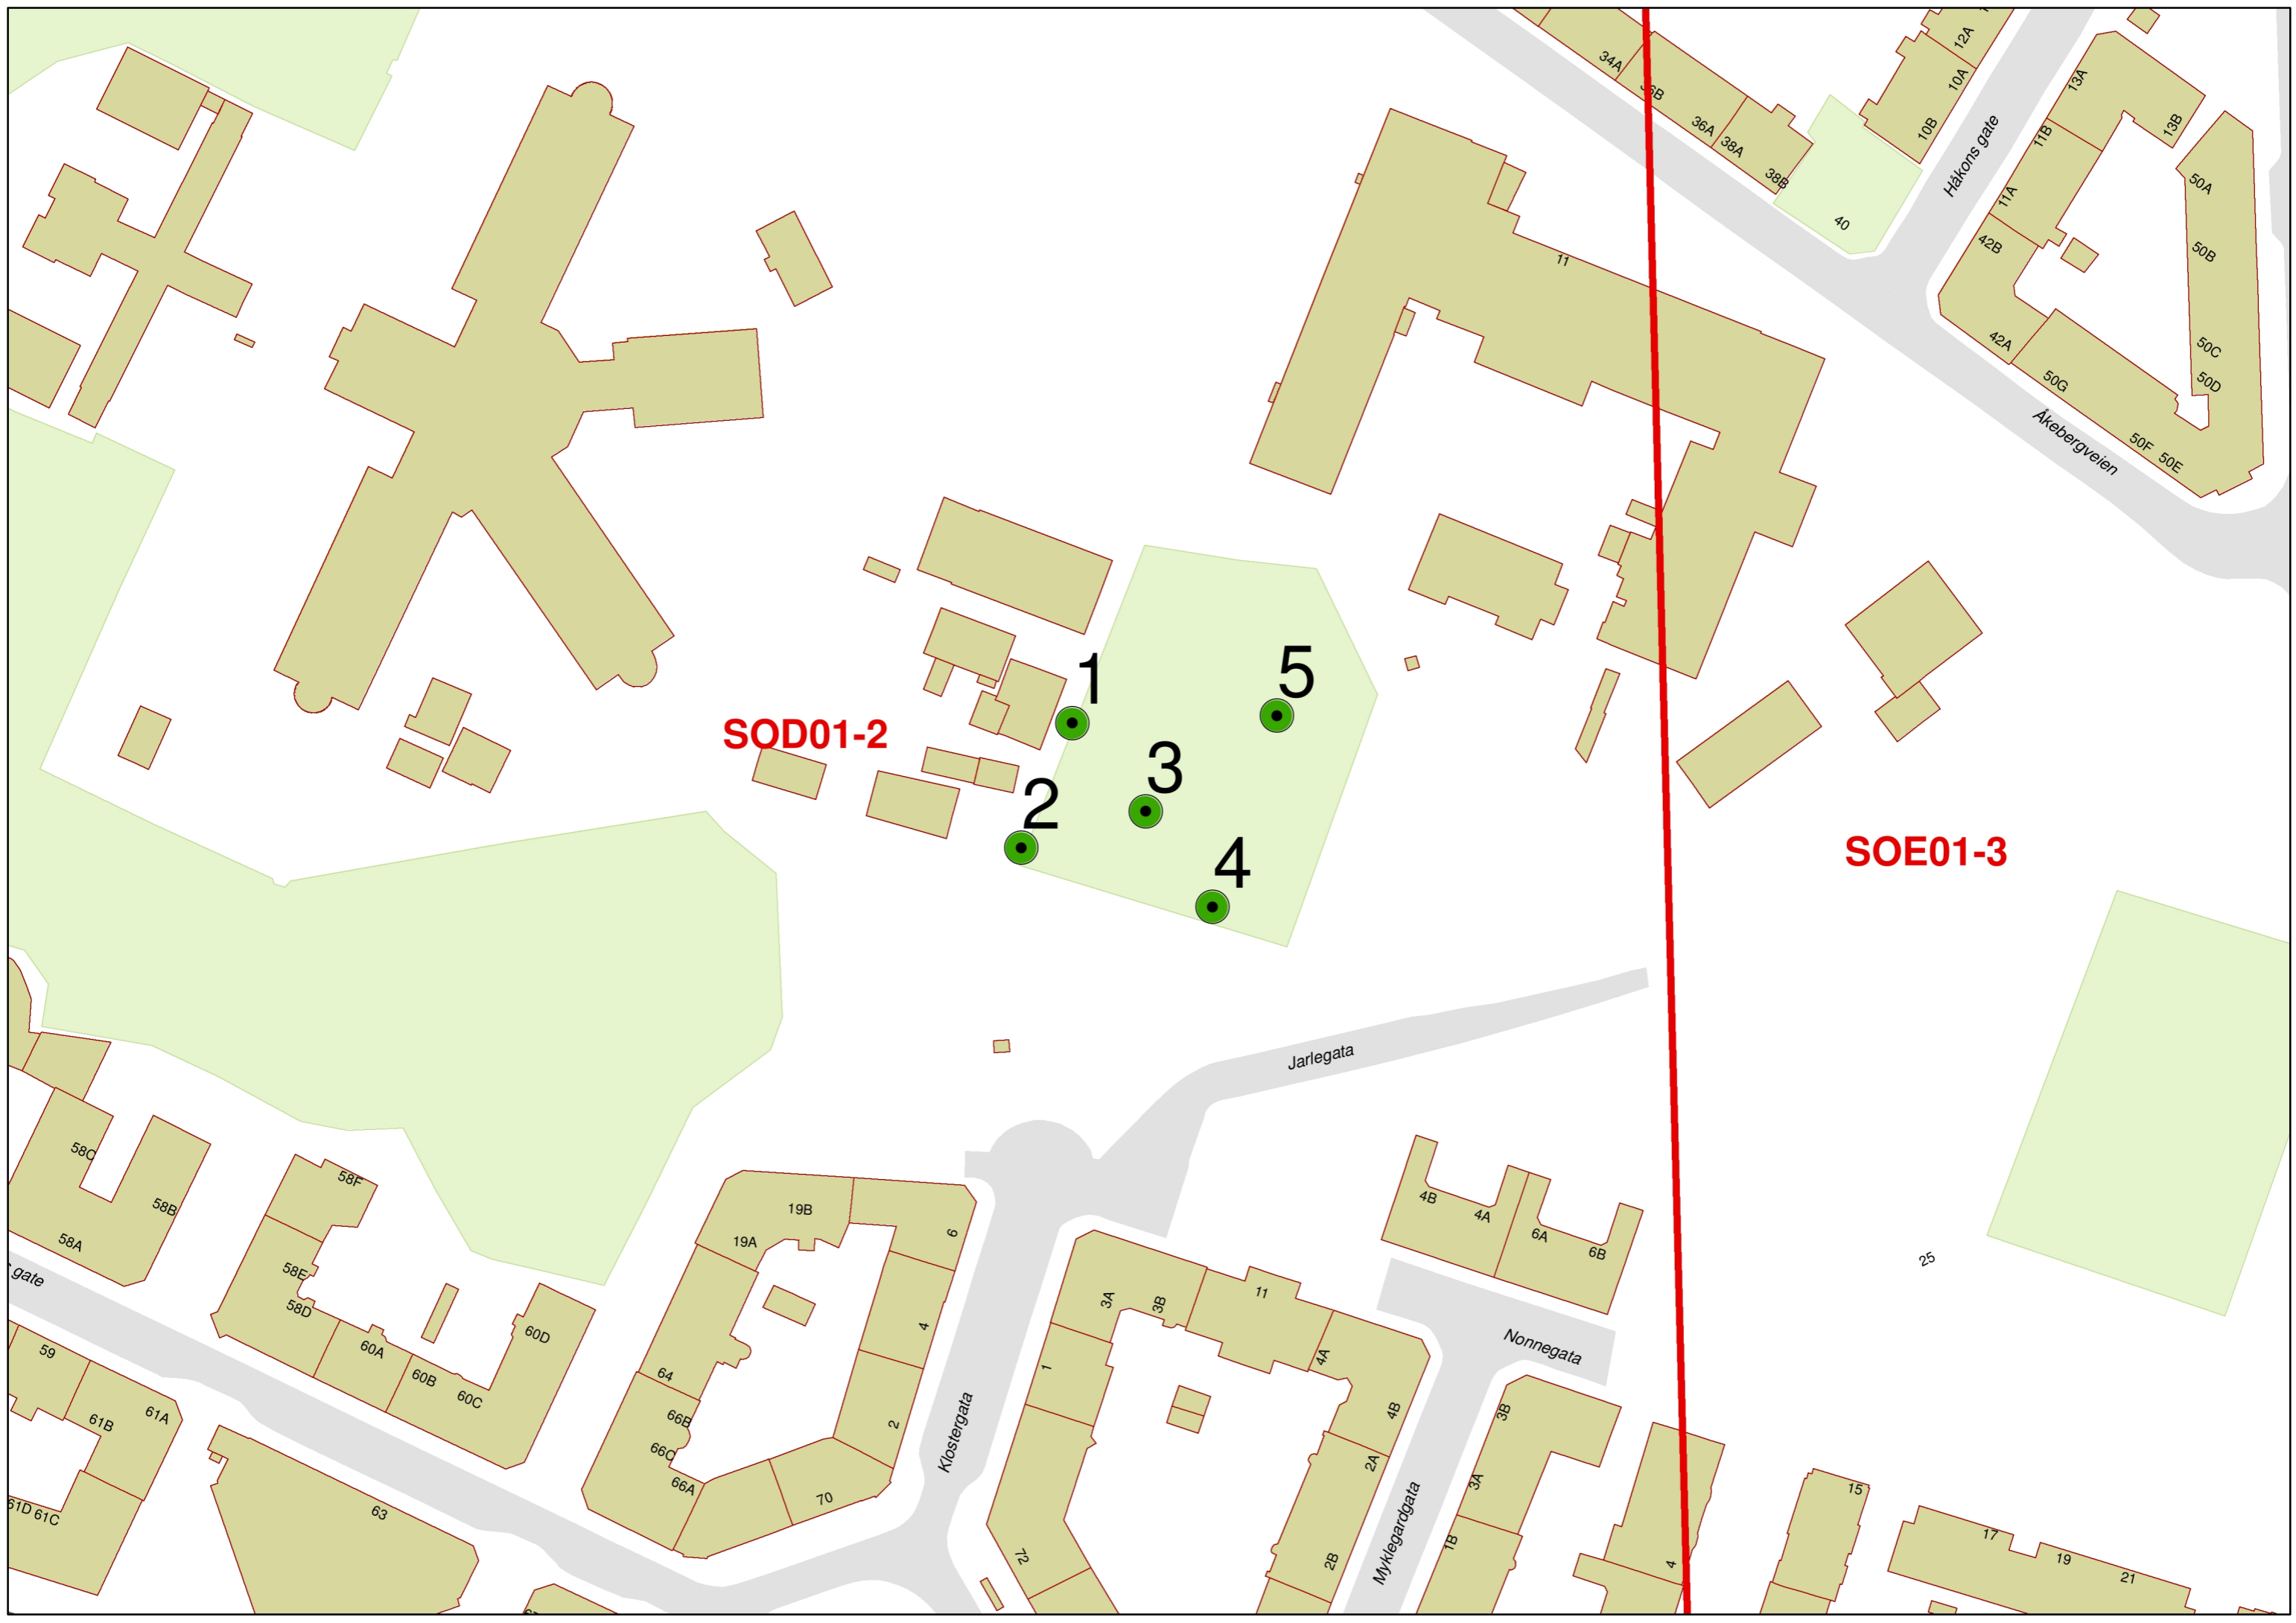 34A
36B
36A
38A
38B
12A
10A
10B
Håkons gate
40
13A
13B
11B
11A
42B
42A
50A
50B
50C
50D
50G
50F
50E
Åkebergveien
11
1
5
SOD01-2
3
2
4
SOE01-3
Jarlegata
58C
58B
58A
58F
58E
58D
60A
60B
60C
60D
gate
59
61B
61A
61D
61C
63
19B
19A
6
4
2
64
66B
66C
66A
70
Klostergata
3A
3B
11
1
4A
4B
2A
2B
72
4B
4A
6A
6B
25
Nonnegata
Myklegardgata
3B
3A
1B
4
15
17
19
21